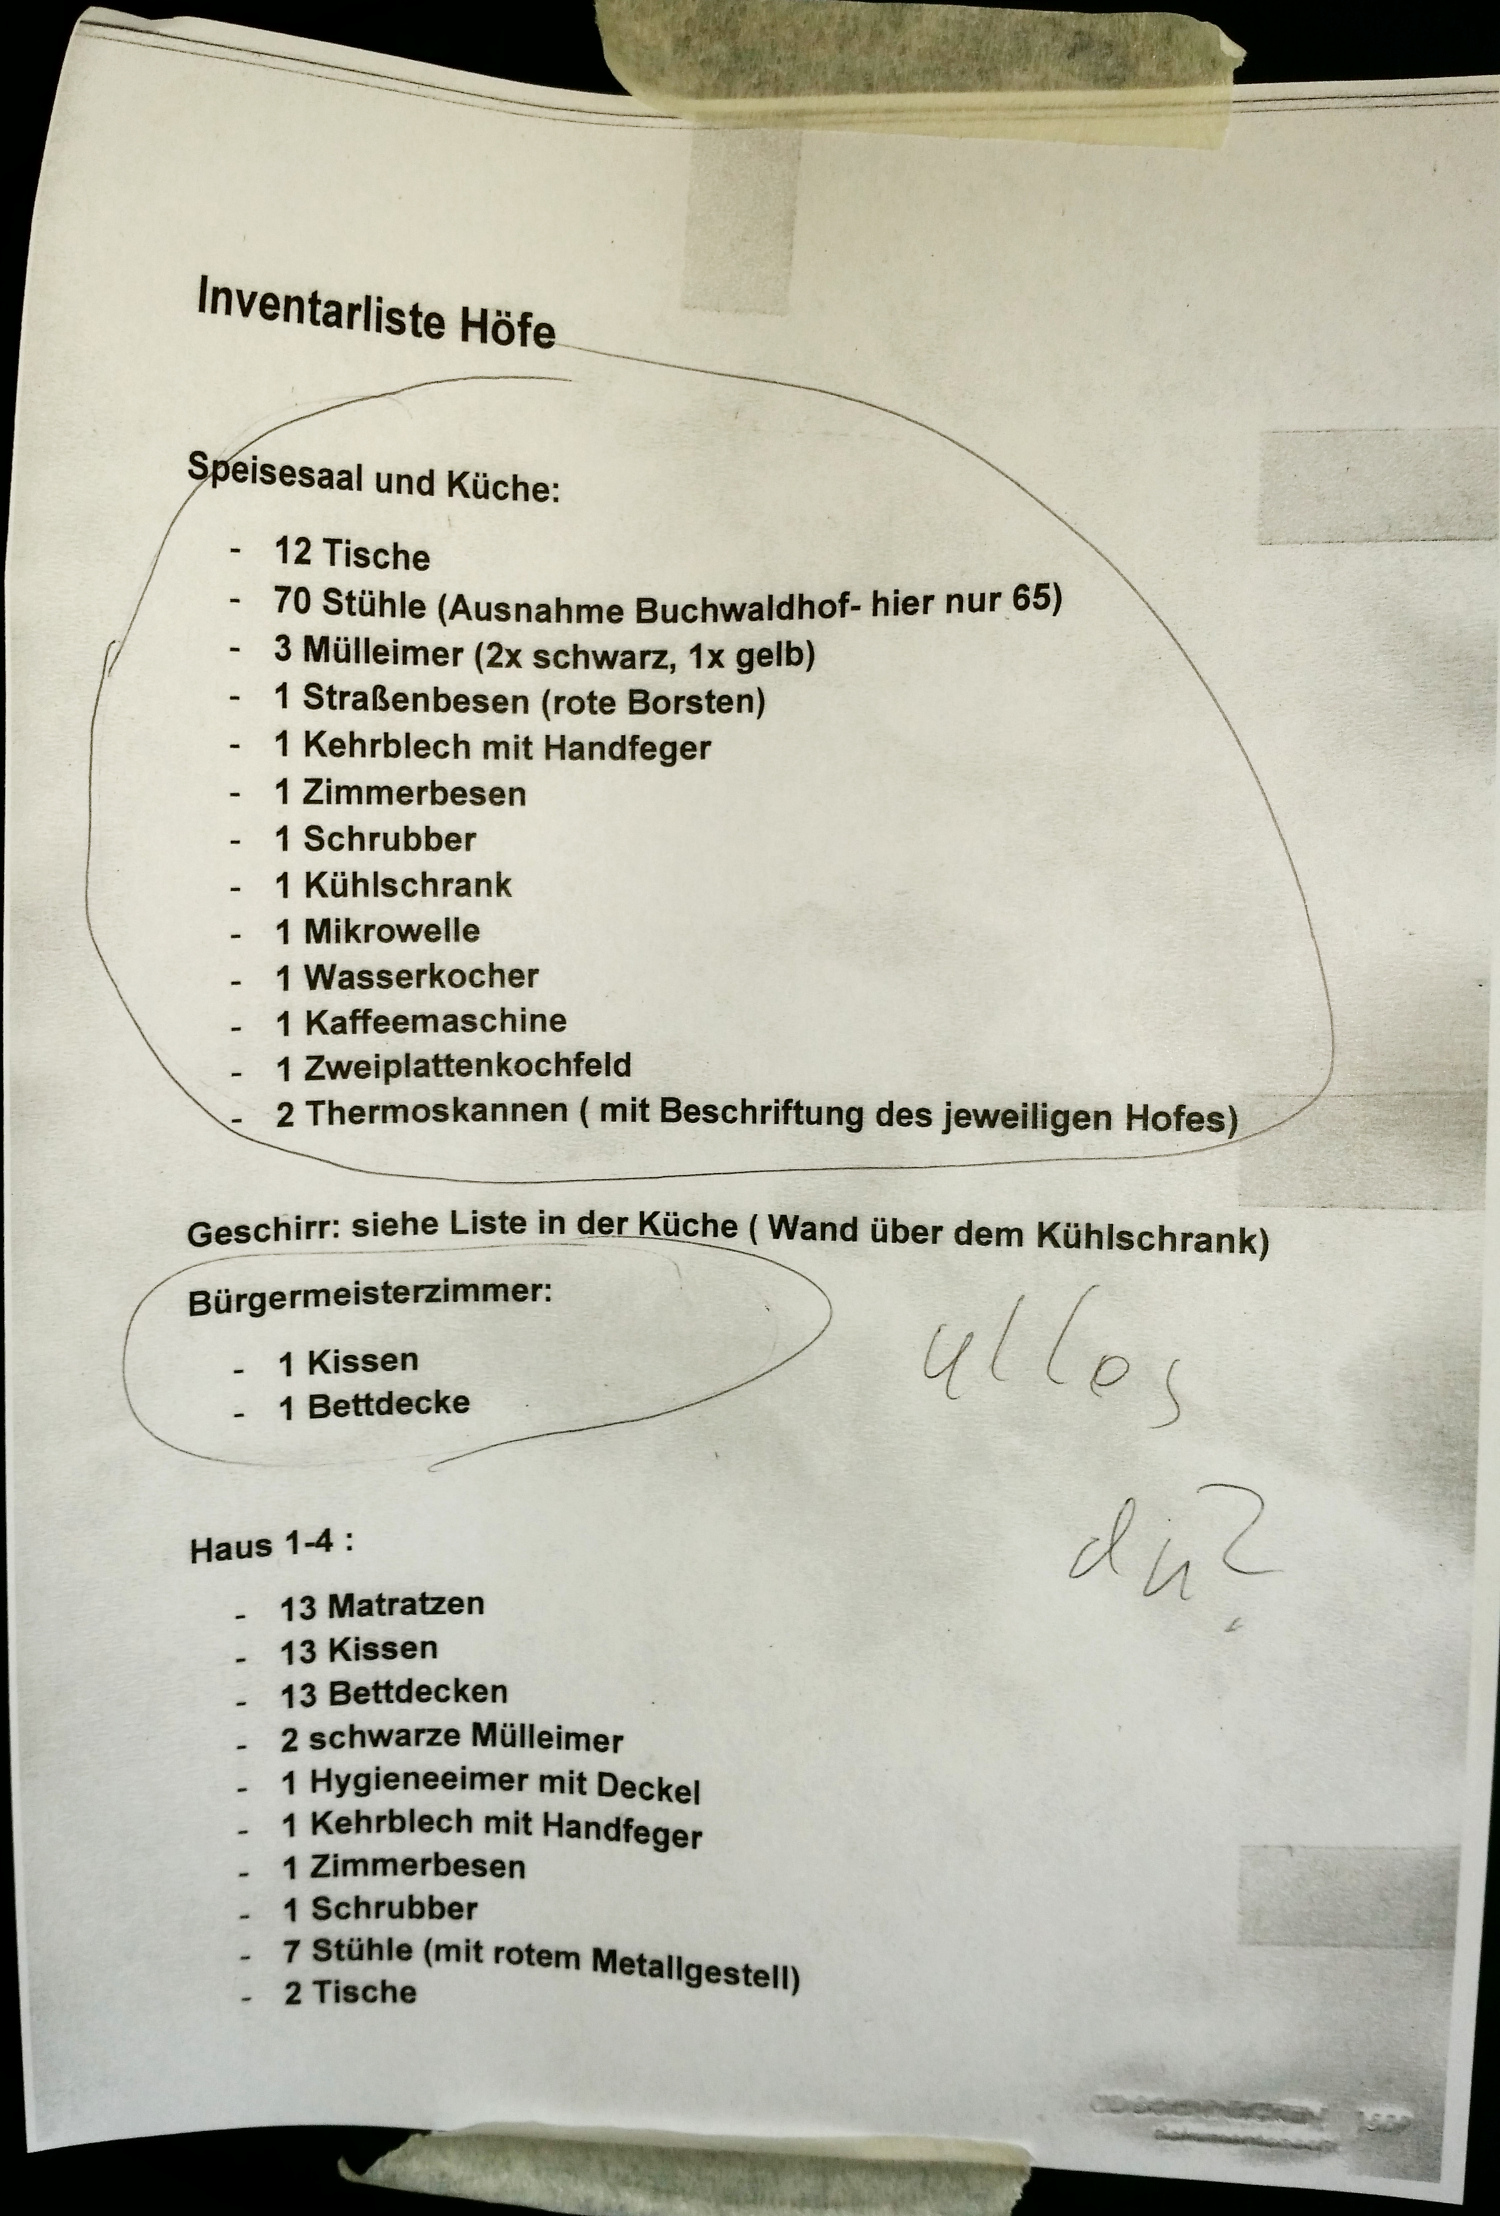 Inventarliste Höfe
Speisesaal und Küche:
- 12 Tische
- 70 Stühle (Ausnahme Buchwaldhof- hier nur 65)
- 3 Mülleimer (2x schwarz, 1x gelb)
- 1 Straßenbesen (rote Borsten)
- 1 Kehrblech mit Handfeger
- 1 Zimmerbesen
- 1 Schrubber
- 1 Kühlschrank
- 1 Mikrowelle
- 1 Wasserkocher
- 1 Kaffeemaschine
- 1 Zweiplattenkochfeld
- 2 Thermoskannen ( mit Beschriftung des jeweiligen Hofes)
Geschirr: siehe Liste in der Küche ( Wand über dem Kühlschrank)
Bürgermeisterzimmer:
- 1 Kissen
- 1 Bettdecke
alles
da?
Haus 1-4 :
- 13 Matratzen
- 13 Kissen
- 13 Bettdecken
- 2 schwarze Mülleimer
- 1 Hygieneeimer mit Deckel
- 1 Kehrblech mit Handfeger
- 1 Zimmerbesen
- 1 Schrubber
- 7 Stühle (mit rotem Metallgestell)
- 2 Tische